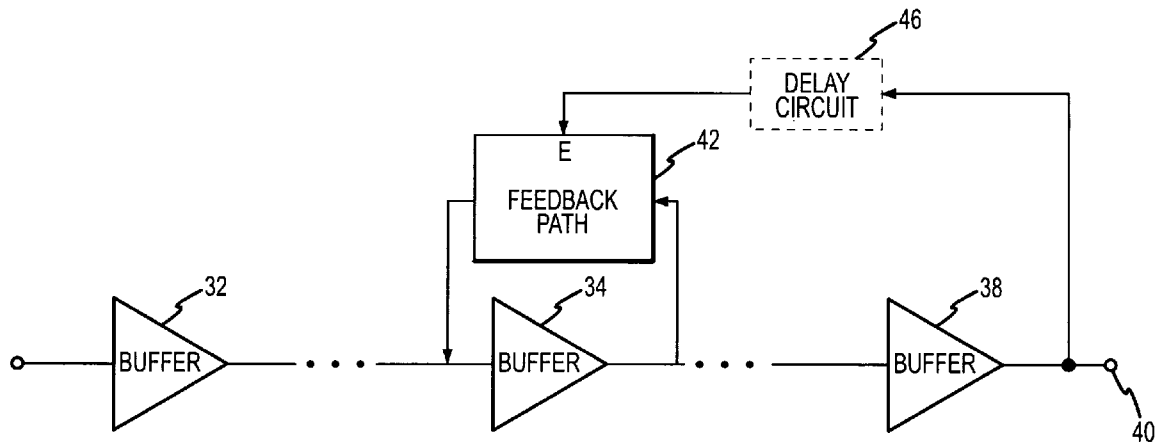 46
DELAY
CIRCUIT
E
42
FEEDBACK
PATH
32
34
38
BUFFER
BUFFER
BUFFER
40